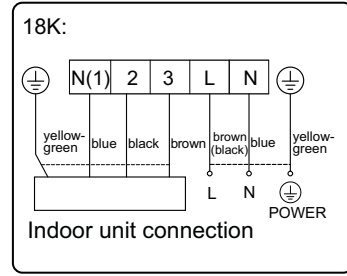 18K:
N(1) 2 3 L N
yellow-
green
blue
black
brown
brown
(black)
blue
yellow-
green
L N
POWER
Indoor unit connection